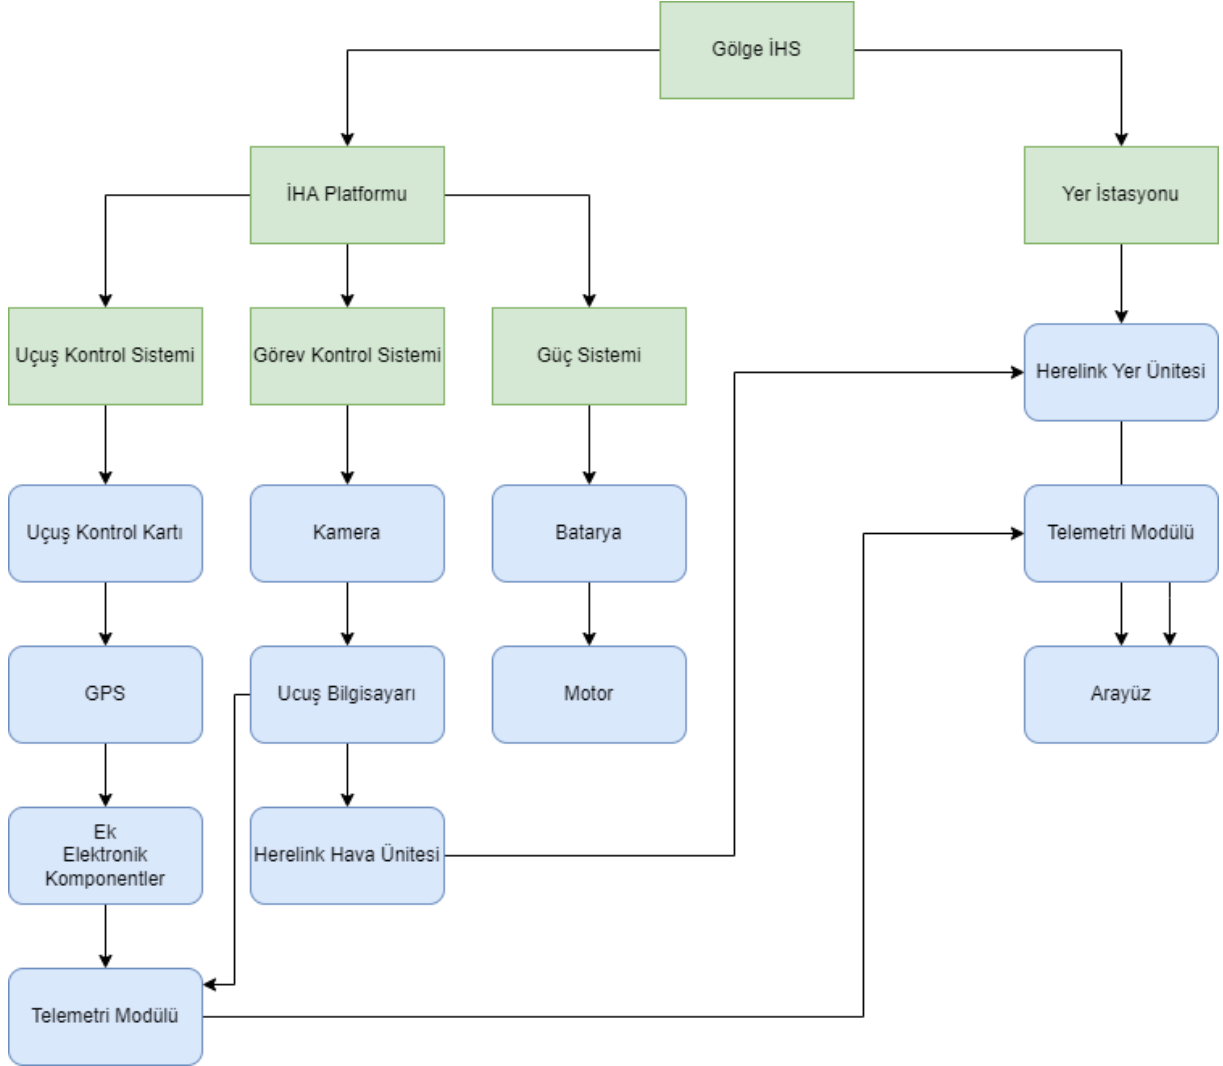 Gölge İHS
İHA Platformu
Yer İstasyonu
Uçuş Kontrol Sistemi
Görev Kontrol Sistemi
Güç Sistemi
Herelink Yer Ünitesi
Uçuş Kontrol Kartı
Kamera
Batarya
Telemetri Modülü
GPS
Ucuş Bilgisayarı
Motor
Arayüz
Ek
Elektronik
Komponentler
Herelink Hava Ünitesi
Telemetri Modülü